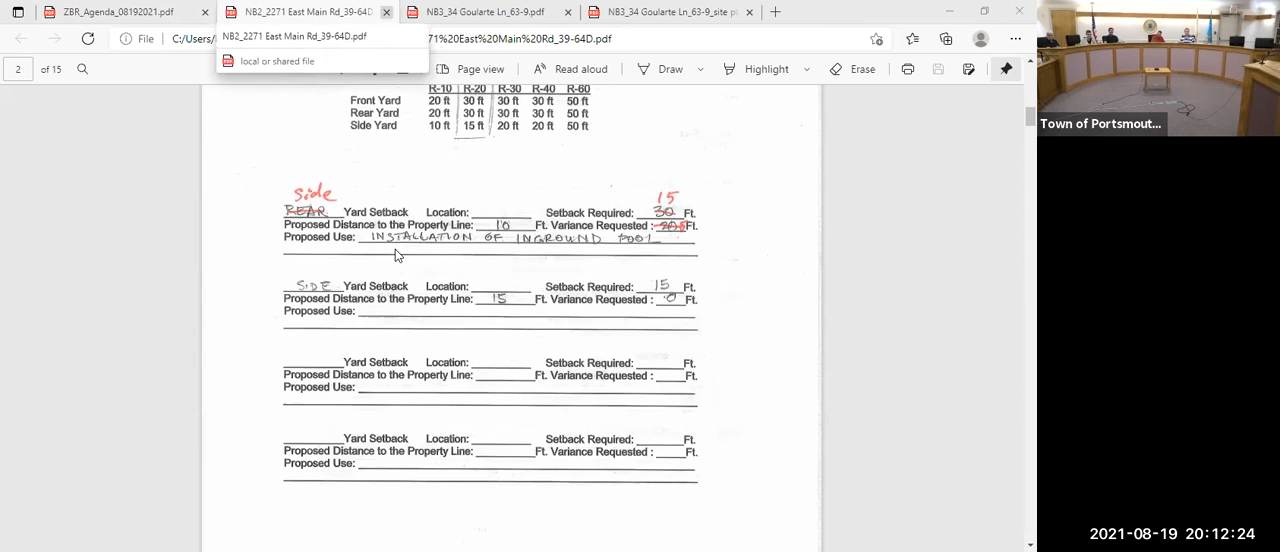 ZBR_Agenda_08192021.pdf
NB2_2271 East Main Rd_39-64D
NB3_34 Goularte Ln_63-9.pdf
NB3_34 Goularte Ln_63-9_site pl
NB2_2271 East Main Rd_39-64D.pdf
local or shared file
File
C:/Users/
71%20East%20Main%20Rd_39-64D.pdf
2 of 15
Page view
Read aloud
Draw
Highlight
Erase
R-10 R-20 R-30 R-40 R-60
Front Yard 20 ft 30 ft 30 ft 30 ft 50 ft
Rear Yard 20 ft 30 ft 30 ft 30 ft 50 ft
Side Yard 10 ft 15 ft 20 ft 20 ft 50 ft
Side 15
REAR Yard Setback Location: Setback Required: 30 Ft.
Proposed Distance to the Property Line: 10 Ft. Variance Requested : 20 5 Ft.
Proposed Use: INSTALLATION OF INGROUND POOL
SIDE Yard Setback Location: Setback Required: 15 Ft.
Proposed Distance to the Property Line: 15 Ft. Variance Requested : 0 Ft.
Proposed Use:
Yard Setback Location: Setback Required: Ft.
Proposed Distance to the Property Line: Ft. Variance Requested : Ft.
Proposed Use:
Yard Setback Location: Setback Required: Ft.
Proposed Distance to the Property Line: Ft. Variance Requested : Ft.
Proposed Use:
Town of Portsmout...
2021-08-19 20:12:24